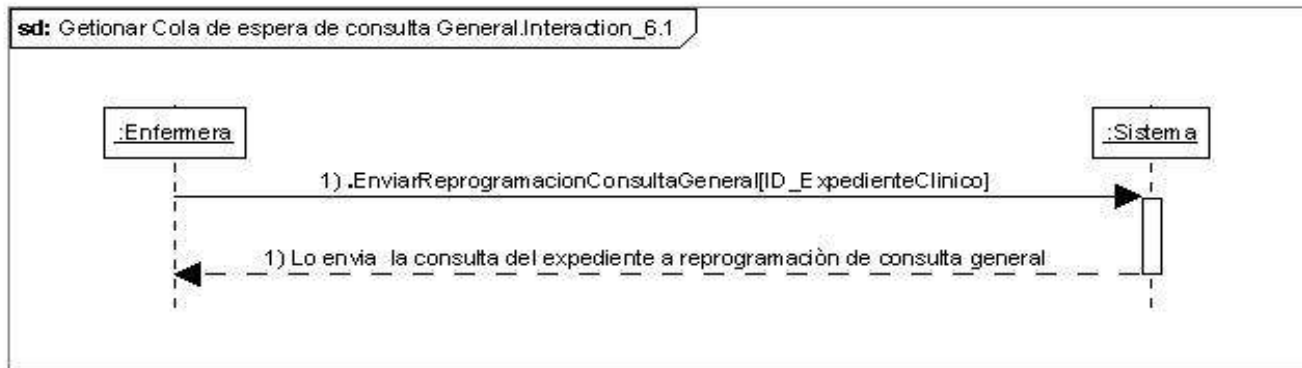 sd: Getionar Cola de espera de consulta General.Interaction_6.1
:Enfermera
:Sistema
1) .EnviarReprogramacionConsultaGeneral[ID_ExpedienteClinico]
1) Lo envia la consulta del expediente a reprogramaciòn de consulta general